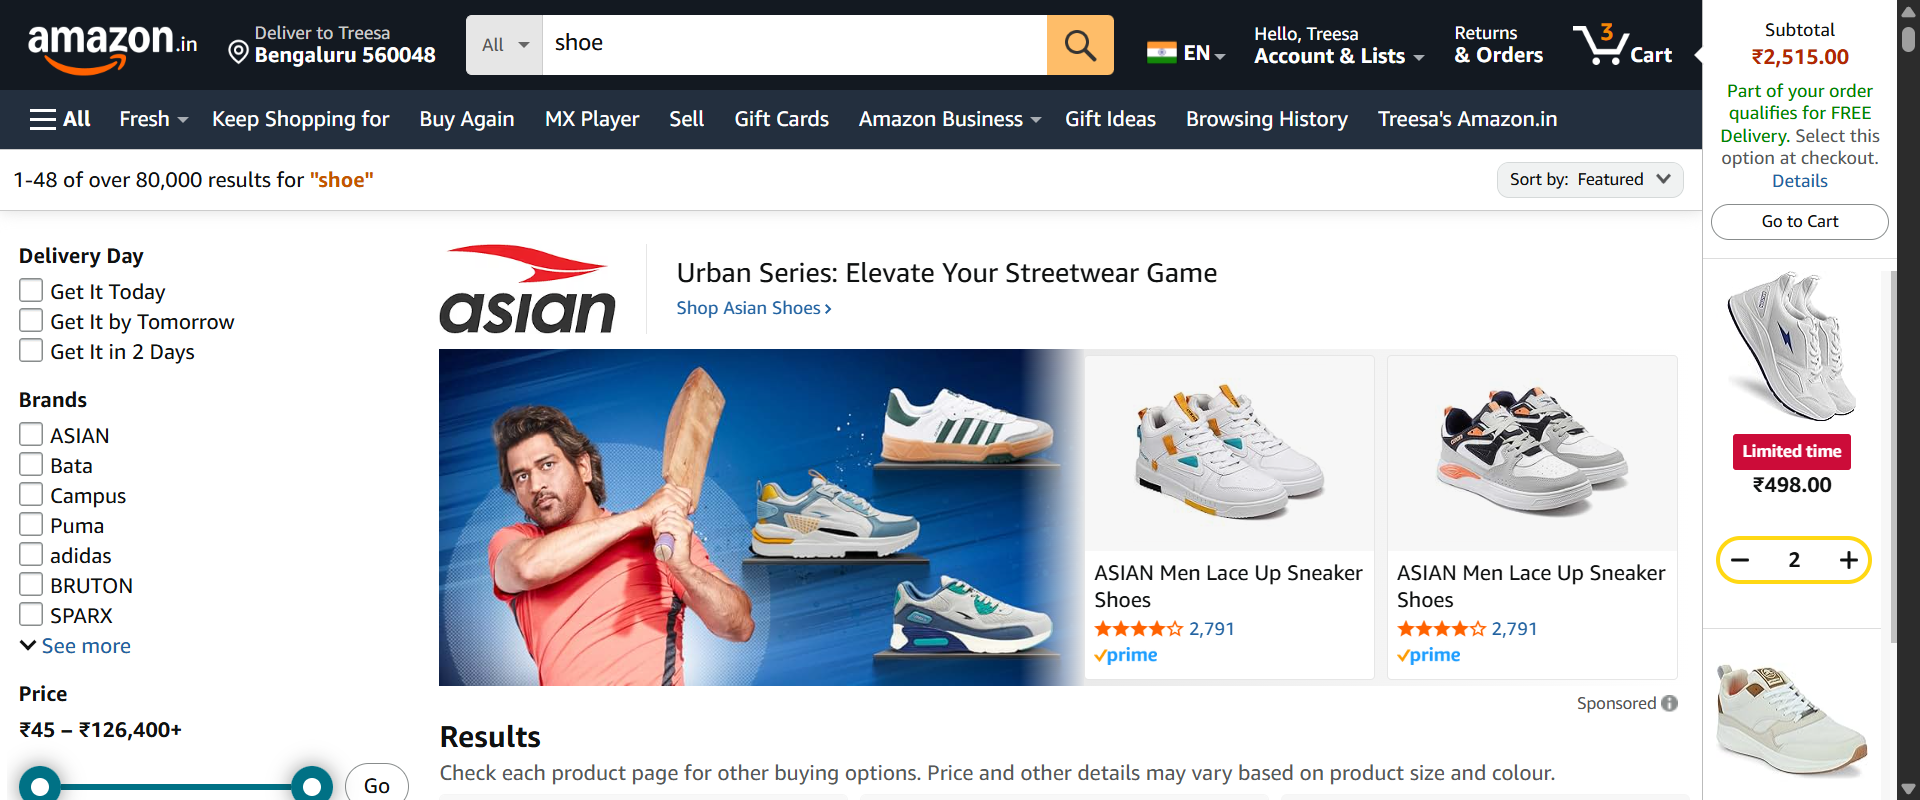 amazon.in
Deliver to Treesa
Bengaluru 560048
All
shoe
EN
Hello, Treesa
Account & Lists
Returns
& Orders
3
Cart
All
Fresh
Keep Shopping for
Buy Again
MX Player
Sell
Gift Cards
Amazon Business
Gift Ideas
Browsing History
Treesa's Amazon.in
1-48 of over 80,000 results for "shoe"
Sort by: Featured
Delivery Day
Get It Today
Get It by Tomorrow
Get It in 2 Days
Brands
ASIAN
Bata
Campus
Puma
adidas
BRUTON
SPARX
See more
Price
₹45 – ₹126,400+
Go
asian
Urban Series: Elevate Your Streetwear Game
Shop Asian Shoes ›
ASIAN Men Lace Up Sneaker
Shoes
2,791
prime
ASIAN Men Lace Up Sneaker
Shoes
2,791
prime
Sponsored
Results
Check each product page for other buying options. Price and other details may vary based on product size and colour.
Subtotal
₹2,515.00
Part of your order
qualifies for FREE
Delivery. Select this
option at checkout.
Details
Go to Cart
Limited time
₹498.00
2